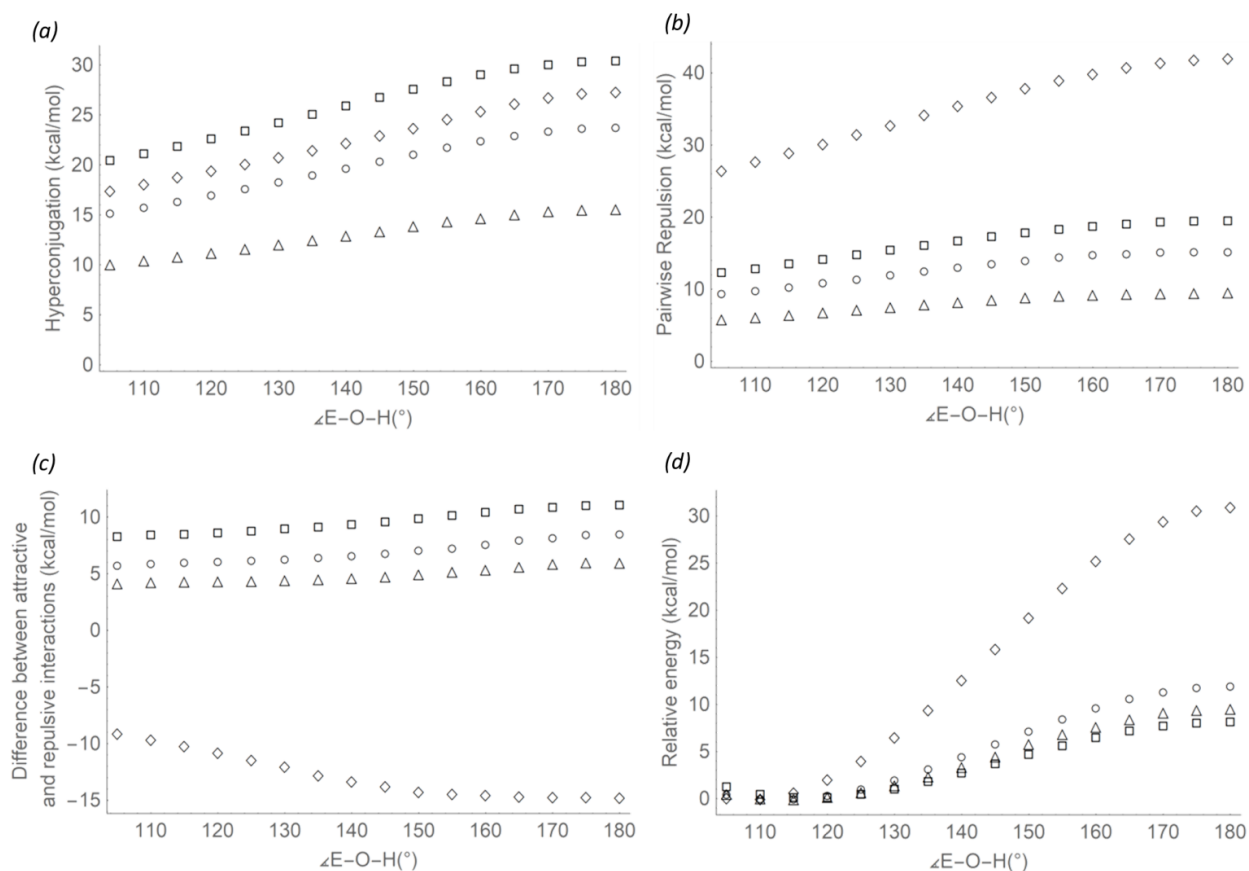 (a)
Hyperconjugation (kcal/mol)
30
25
20
15
10
5
0
110 120 130 140 150 160 170 180
∡E−O−H(°)
(b)
Pairwise Repulsion (kcal/mol)
40
30
20
10
0
110 120 130 140 150 160 170 180
∡E−O−H(°)
(c)
Difference between attractive
and repulsive interactions (kcal/mol)
10
5
0
−5
−10
−15
110 120 130 140 150 160 170 180
∡E−O−H(°)
(d)
Relative energy (kcal/mol)
30
25
20
15
10
5
0
110 120 130 140 150 160 170 180
∡E−O−H(°)